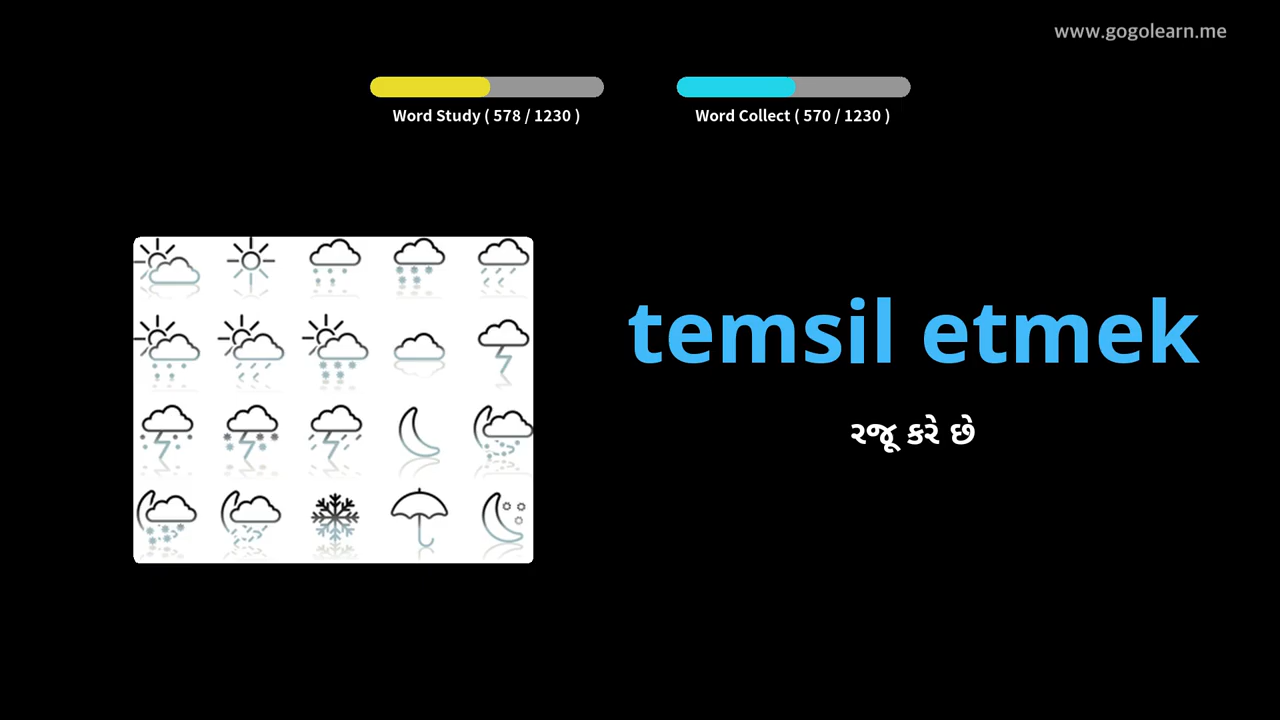 www.gogolearn.me
Word Study ( 578 / 1230 )
Word Collect ( 570 / 1230 )
temsil etmek
રજૂ કરે છે